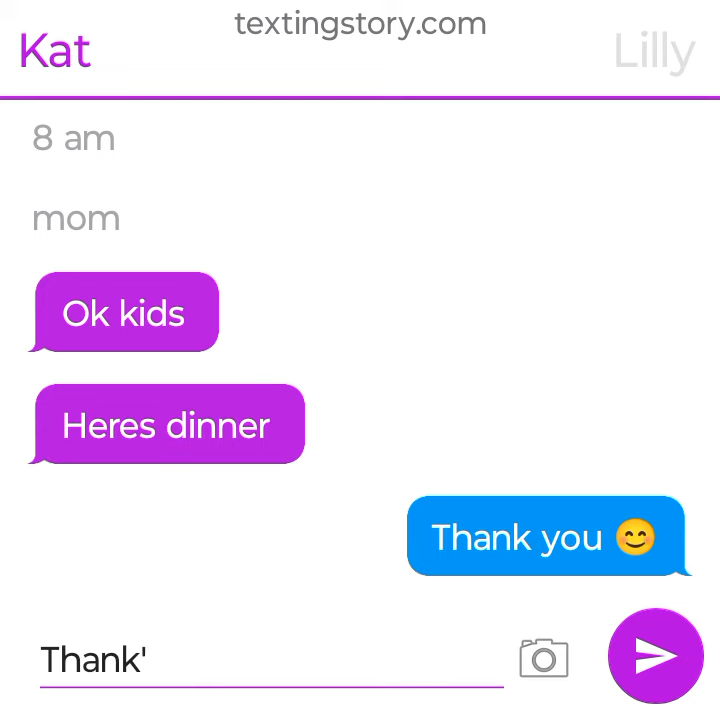 textingstory.com
Kat
Lilly
8 am
mom
Ok kids
Heres dinner
Thank you 😊
Thank'